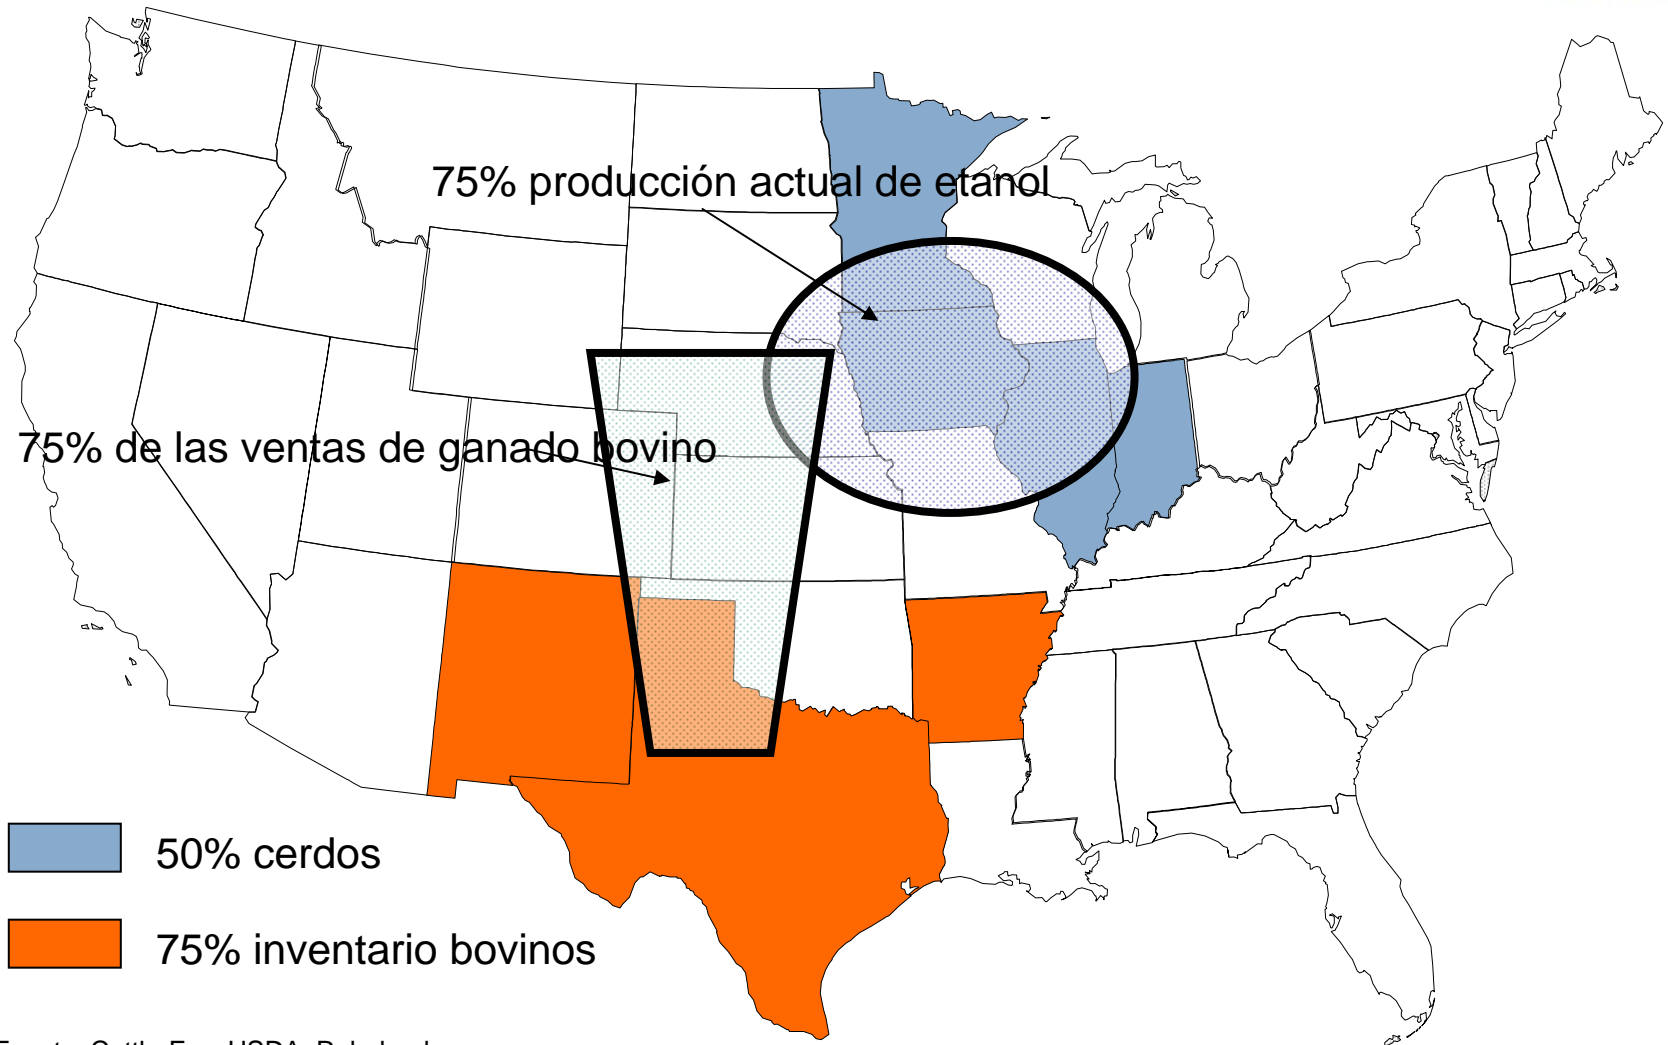 75% producción actual de etanol
75% de las ventas de ganado bovino
50% cerdos
75% inventario bovinos